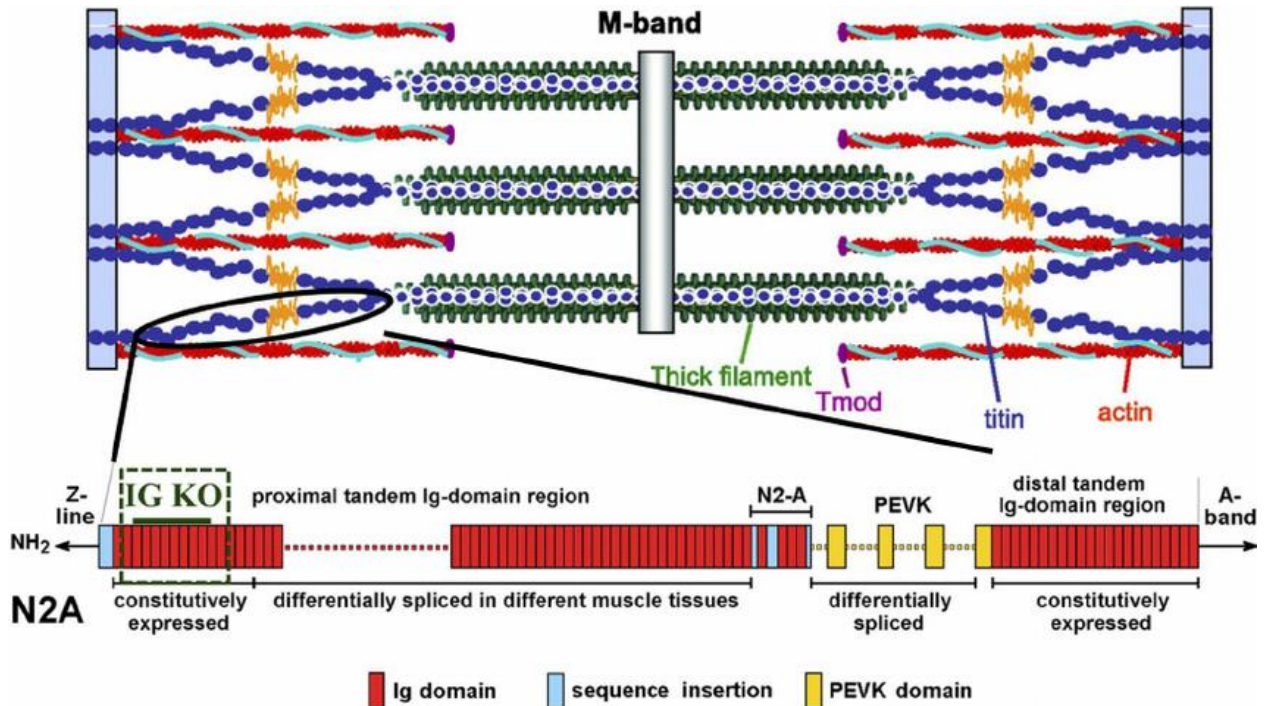 M-band
Thick filament
Tmod
titin
actin
Z-
line
IG KO
proximal tandem Ig-domain region
N2-A
PEVK
distal tandem
Ig-domain region
A-
band
NH2
N2A
constitutively
expressed
differentially spliced in different muscle tissues
differentially
spliced
constitutively
expressed
Ig domain
sequence insertion
PEVK domain